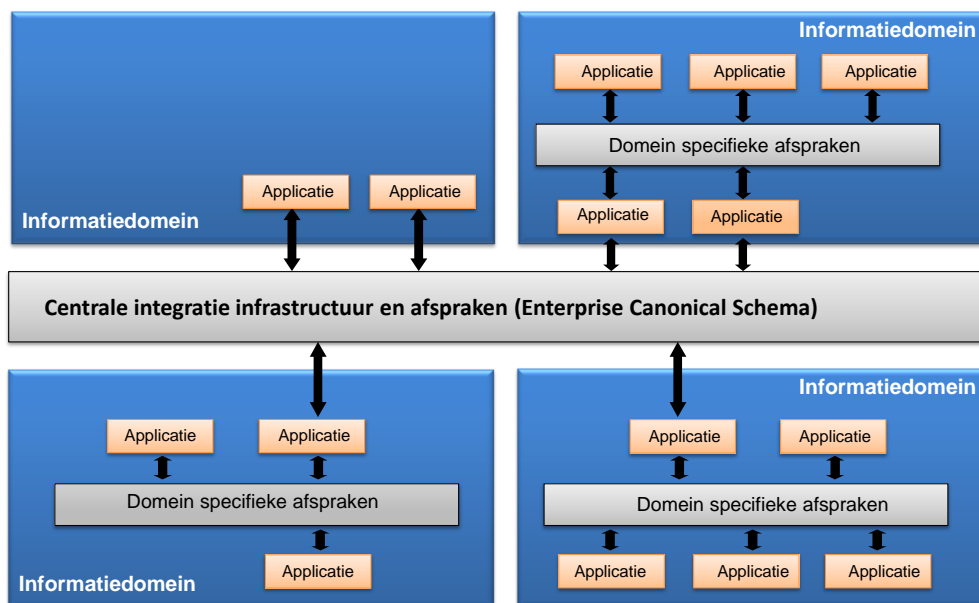 Informatiedomein
Applicatie
Applicatie
Applicatie
Domein specifieke afspraken
Applicatie
Applicatie
Applicatie
Applicatie
Informatiedomein
Centrale integratie infrastructuur en afspraken (Enterprise Canonical Schema)
Informatiedomein
Applicatie
Applicatie
Domein specifieke afspraken
Applicatie
Informatiedomein
Applicatie
Applicatie
Domein specifieke afspraken
Applicatie
Applicatie
Applicatie